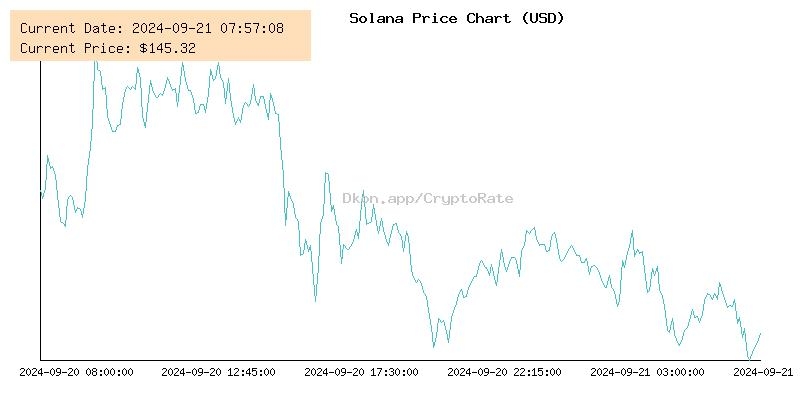 Solana Price Chart (USD)
Current Date: 2024-09-21 07:57:08
Current Price: $145.32
Dkon.app/CryptoRate
2024-09-20 08:00:00
2024-09-20 12:45:00
2024-09-20 17:30:00
2024-09-20 22:15:00
2024-09-21 03:00:00
2024-09-21